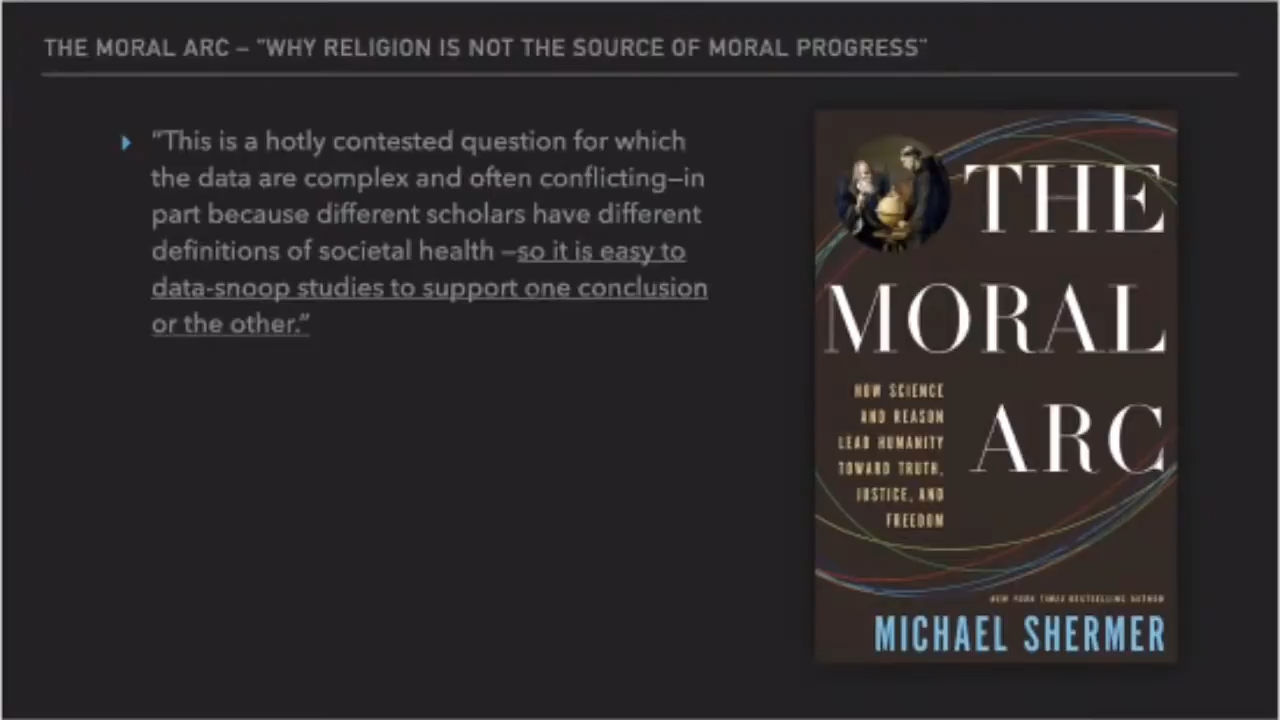 THE MORAL ARC – "WHY RELIGION IS NOT THE SOURCE OF MORAL PROGRESS"
"This is a hotly contested question for which
the data are complex and often conflicting—in
part because different scholars have different
definitions of societal health —so it is easy to
data-snoop studies to support one conclusion
or the other."
THE
MORAL
ARC
HOW SCIENCE
AND REASON
LEAD HUMANITY
TOWARD TRUTH,
JUSTICE, AND
FREEDOM
NEW YORK TIMES BESTSELLING AUTHOR
MICHAEL SHERMER